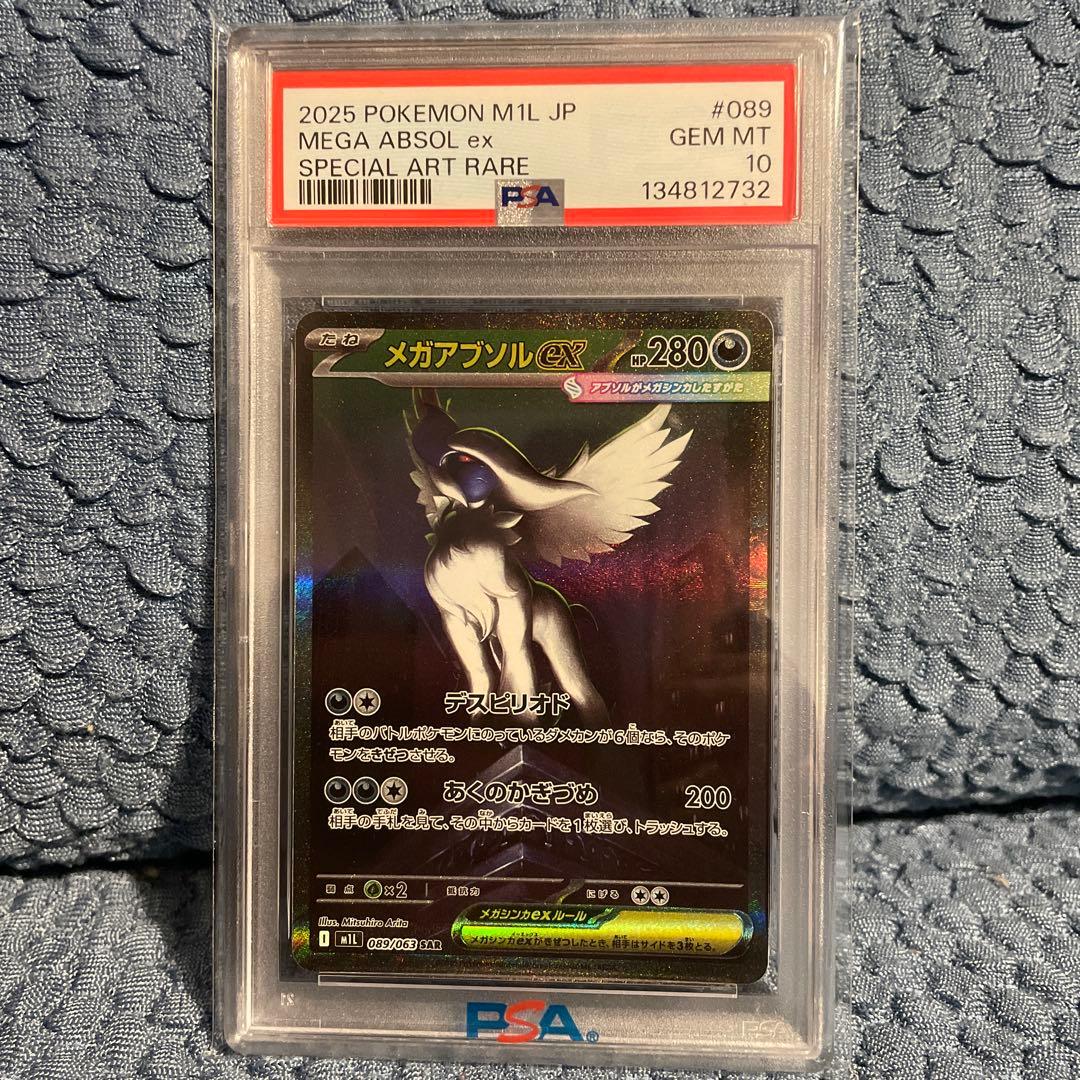 2025 POKEMON M1L JP #089
MEGA ABSOL ex GEM MT
SPECIAL ART RARE 10
PSA 134812732
たね メガアブソルex HP 280
アブソルがメガシンカしたすがた
デスピリオド
相手のバトルポケモンにのっているダメカンが6個なら、そのポケ
モンをきぜつさせる。
あくのかぎづめ 200
相手の手札を見て、その中からカードを1枚選び、トラッシュする。
弱点 ×2 抵抗力 にげる
Illus. Mitsuhiro Arita
メガシンカexルール
I M1L 089/063 SAR
メガシンカexがきぜつしたとき、相手はサイドを3枚とる。
PSA®